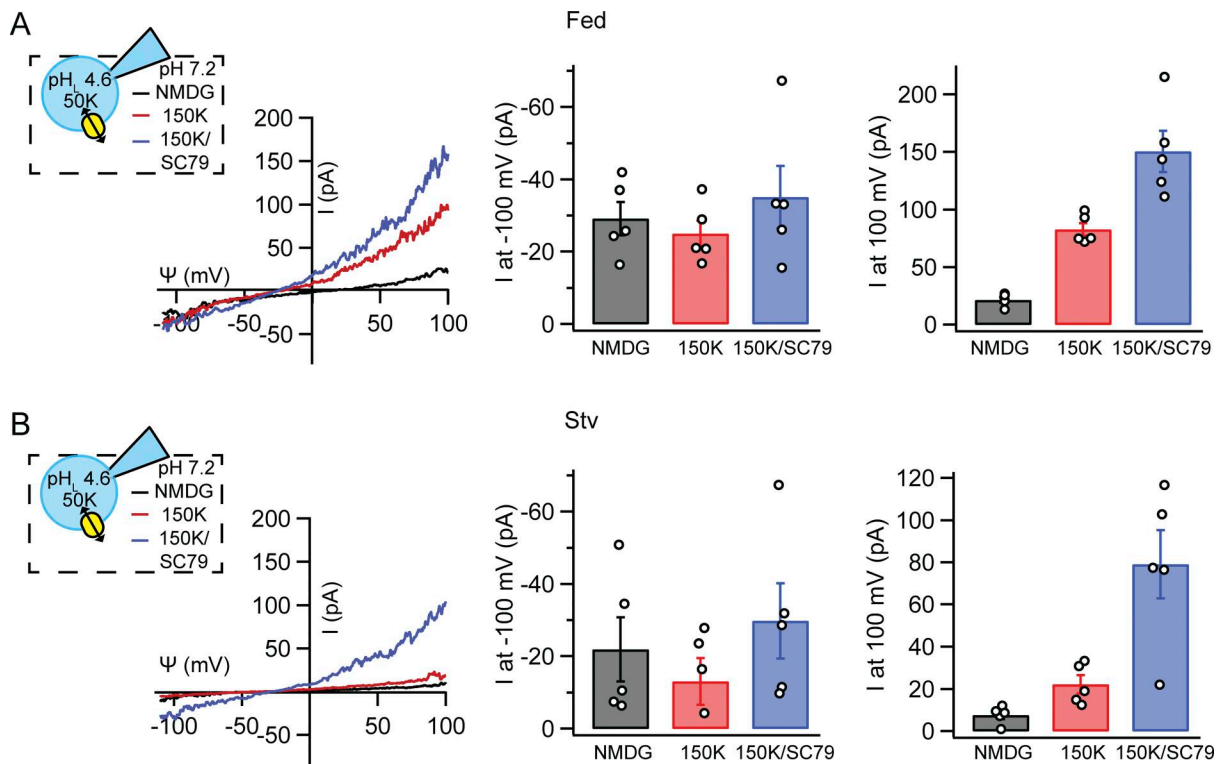 A
Fed
pH_L 4.6
50K
pH 7.2
NMDG
150K
150K/
SC79
200
150
100
50
-50
I (pA)
Ψ (mV)
-100
-50
50
100
I at -100 mV (pA)
-60
-40
-20
0
NMDG
150K
150K/SC79
I at 100 mV (pA)
200
150
100
50
0
NMDG
150K
150K/SC79
B
Stv
pH_L 4.6
50K
pH 7.2
NMDG
150K
150K/
SC79
200
150
100
50
-50
I (pA)
Ψ (mV)
-100
-50
0
50
100
I at -100 mV (pA)
-60
-40
-20
-0
NMDG
150K
150K/SC79
I at 100 mV (pA)
120
100
80
60
40
20
0
NMDG
150K
150K/SC79